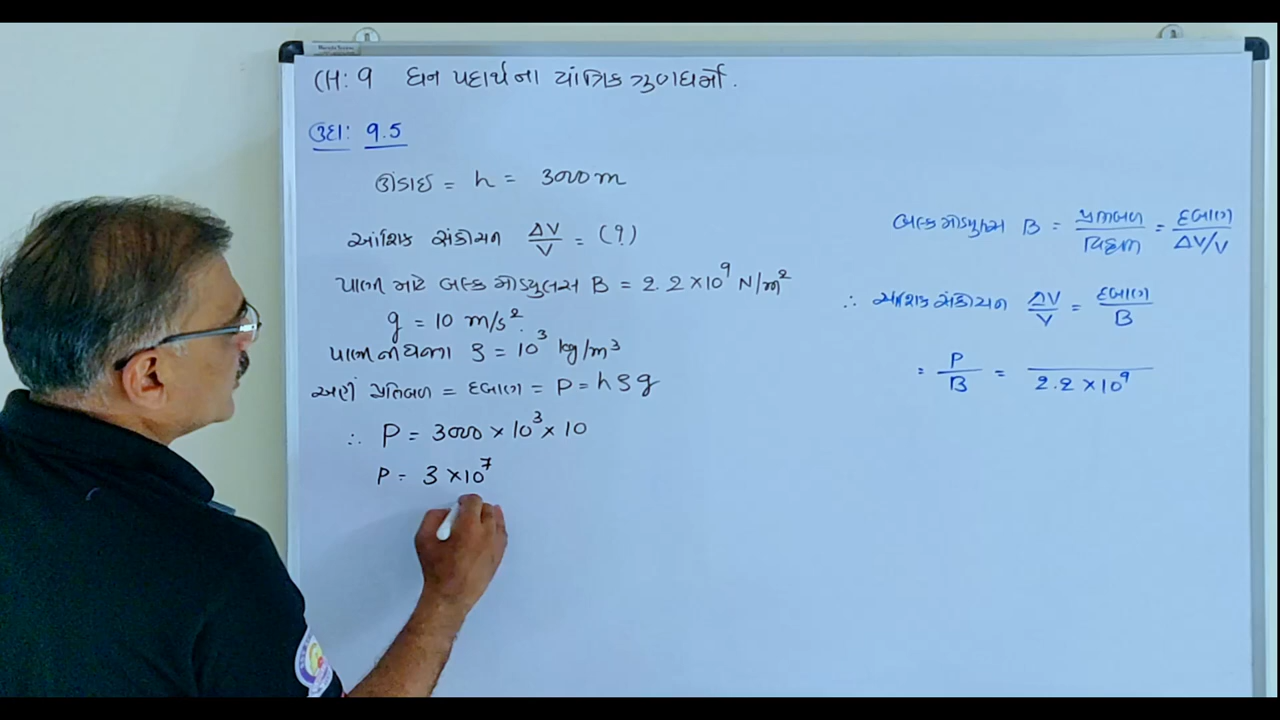 CH: 9 ઘન પદાર્થના યાંત્રિક ગુણધર્મો.
ઉદા: 9.5
ઊંડાઈ = h = 3000 m
આંશિક સંકોચન ΔV/V = (?)
પાણી માટે બલ્ક મોડ્યુલસ B = 2.2 × 10⁹ N/m²
g = 10 m/s².
પાણીની ઘનતા ρ = 10³ kg/m³
અહીં પ્રતિબળ = દબાણ = P = hρg
∴ P = 3000 × 10³ × 10
P = 3 × 10⁷
બલ્ક મોડ્યુલસ B = પ્રતિબળ/વિકૃતિ = દબાણ/ΔV/V
∴ આંશિક સંકોચન ΔV/V = દબાણ/B
= P/B = /2.2 × 10⁹